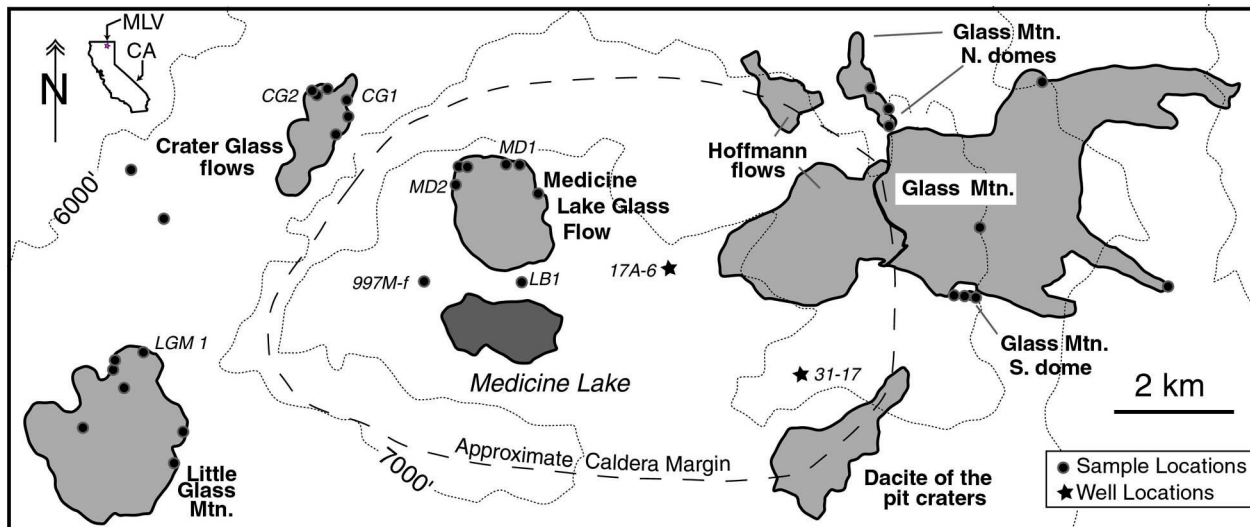 MLV
CA
N
CG2
CG1
Crater Glass
flows
6000'
MD1
MD2
Medicine
Lake Glass
Flow
997M-f
LB1
17A-6
Medicine Lake
LGM 1
Little
Glass
Mtn.
7000'
Approximate Caldera Margin
Glass Mtn.
N. domes
Hoffmann
flows
Glass Mtn.
Glass Mtn.
S. dome
31-17
Dacite of the
pit craters
2 km
Sample Locations
Well Locations